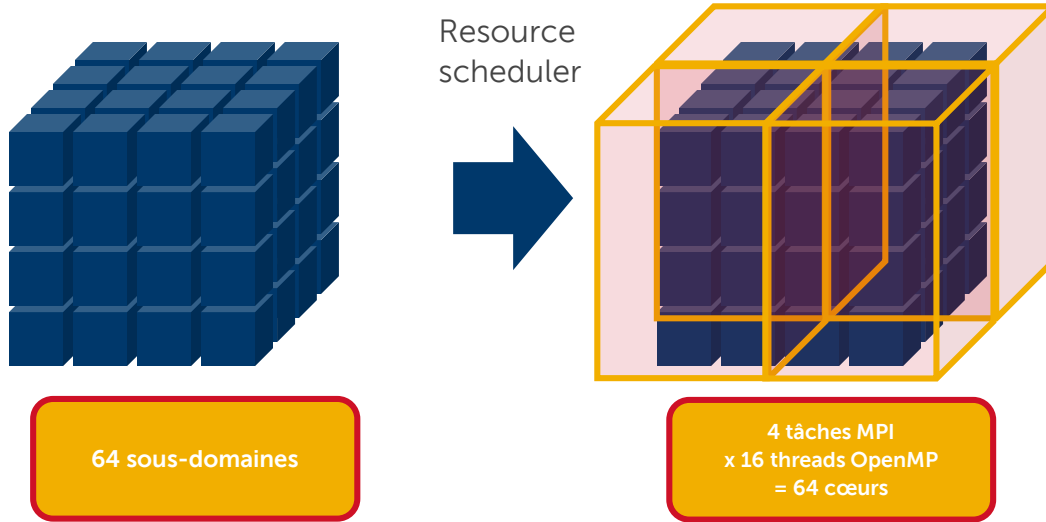 Resource
scheduler
64 sous-domaines
4 tâches MPI
x 16 threads OpenMP
= 64 cœurs